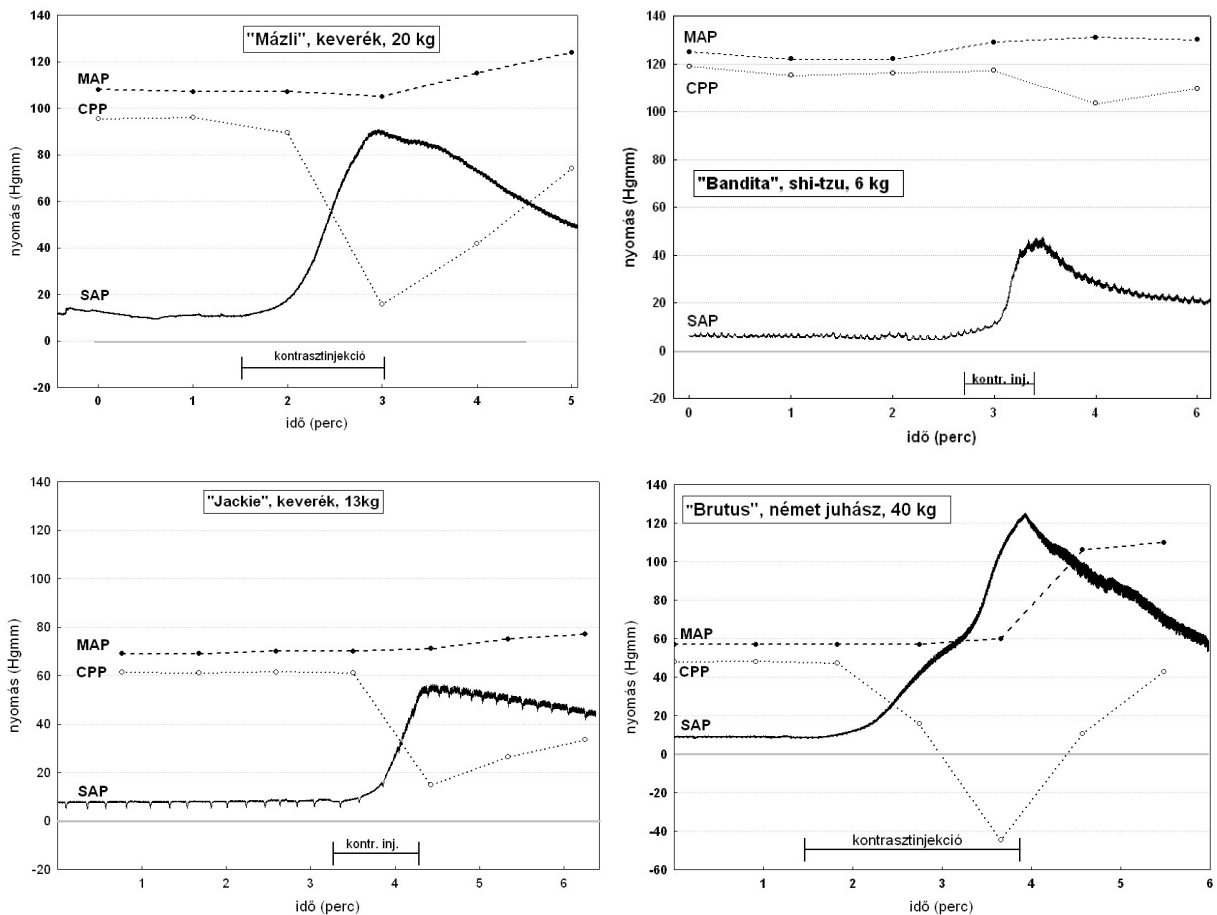 "Mázli", keverék, 20 kg
140
120
100
80
60
40
20
0
-20
nyomás (Hgmm)
MAP
CPP
SAP
kontrasztinjekció
0 1 2 3 4 5
idő (perc)
"Bandita", shi-tzu, 6 kg
140
120
100
80
60
40
20
0
-20
nyomás (Hgmm)
MAP
CPP
SAP
kontr. inj.
0 1 2 3 4 6
idő (perc)
"Jackie", keverék, 13kg
140
120
100
80
60
40
20
0
-20
nyomás (Hgmm)
MAP
CPP
SAP
kontr. inj.
1 2 3 4 5 6
idő (perc)
"Brutus", német juhász, 40 kg
140
120
100
80
60
40
20
0
-20
-40
-60
nyomás (Hgmm)
MAP
CPP
SAP
kontrasztinjekció
1 2 3 4 5 6
idő (perc)